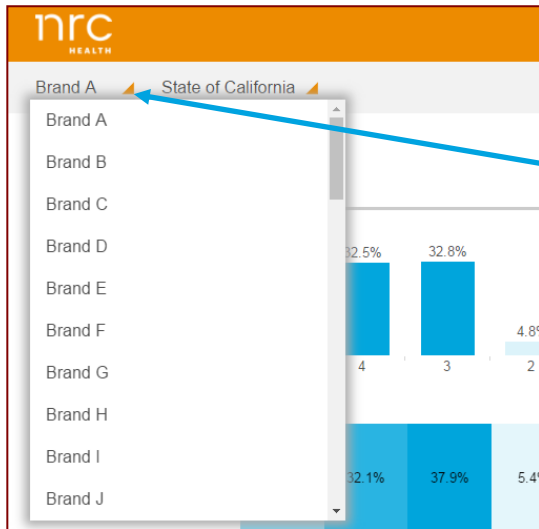 nrc
HEALTH
Brand A State of California
Brand A
Brand B
Brand C
Brand D
Brand E
Brand F
Brand G
Brand H
Brand I
Brand J
32.5% 32.8%
4.8%
4 3 2
32.1% 37.9% 5.4%